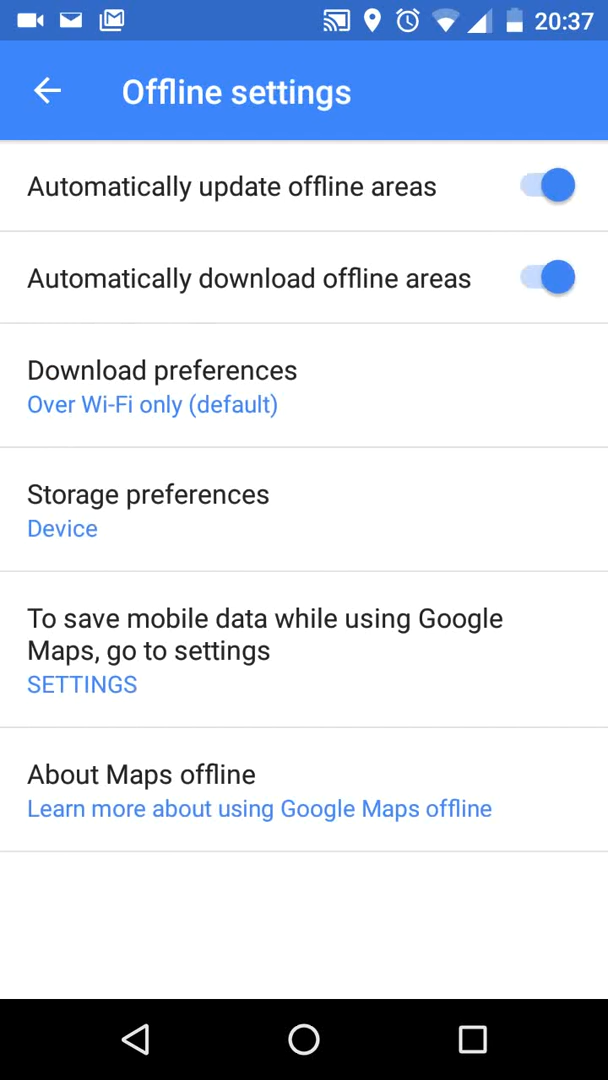 20:37
Offline settings
Automatically update offline areas
Automatically download offline areas
Download preferences
Over Wi-Fi only (default)
Storage preferences
Device
To save mobile data while using Google
Maps, go to settings
SETTINGS
About Maps offline
Learn more about using Google Maps offline